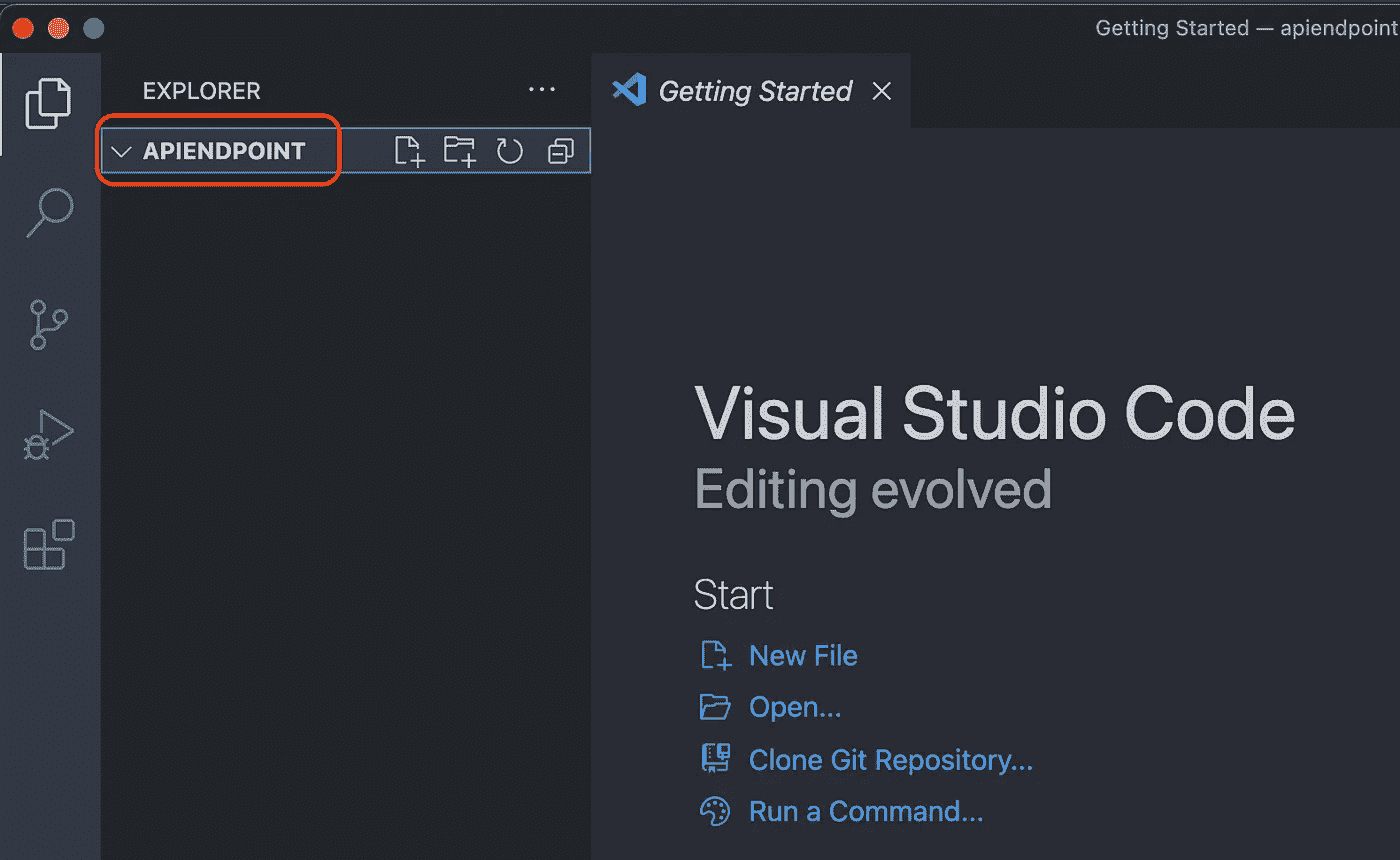 Getting Started — apiendpoint
EXPLORER
Getting Started
APIENDPOINT
Visual Studio Code
Editing evolved
Start
New File
Open...
Clone Git Repository...
Run a Command...